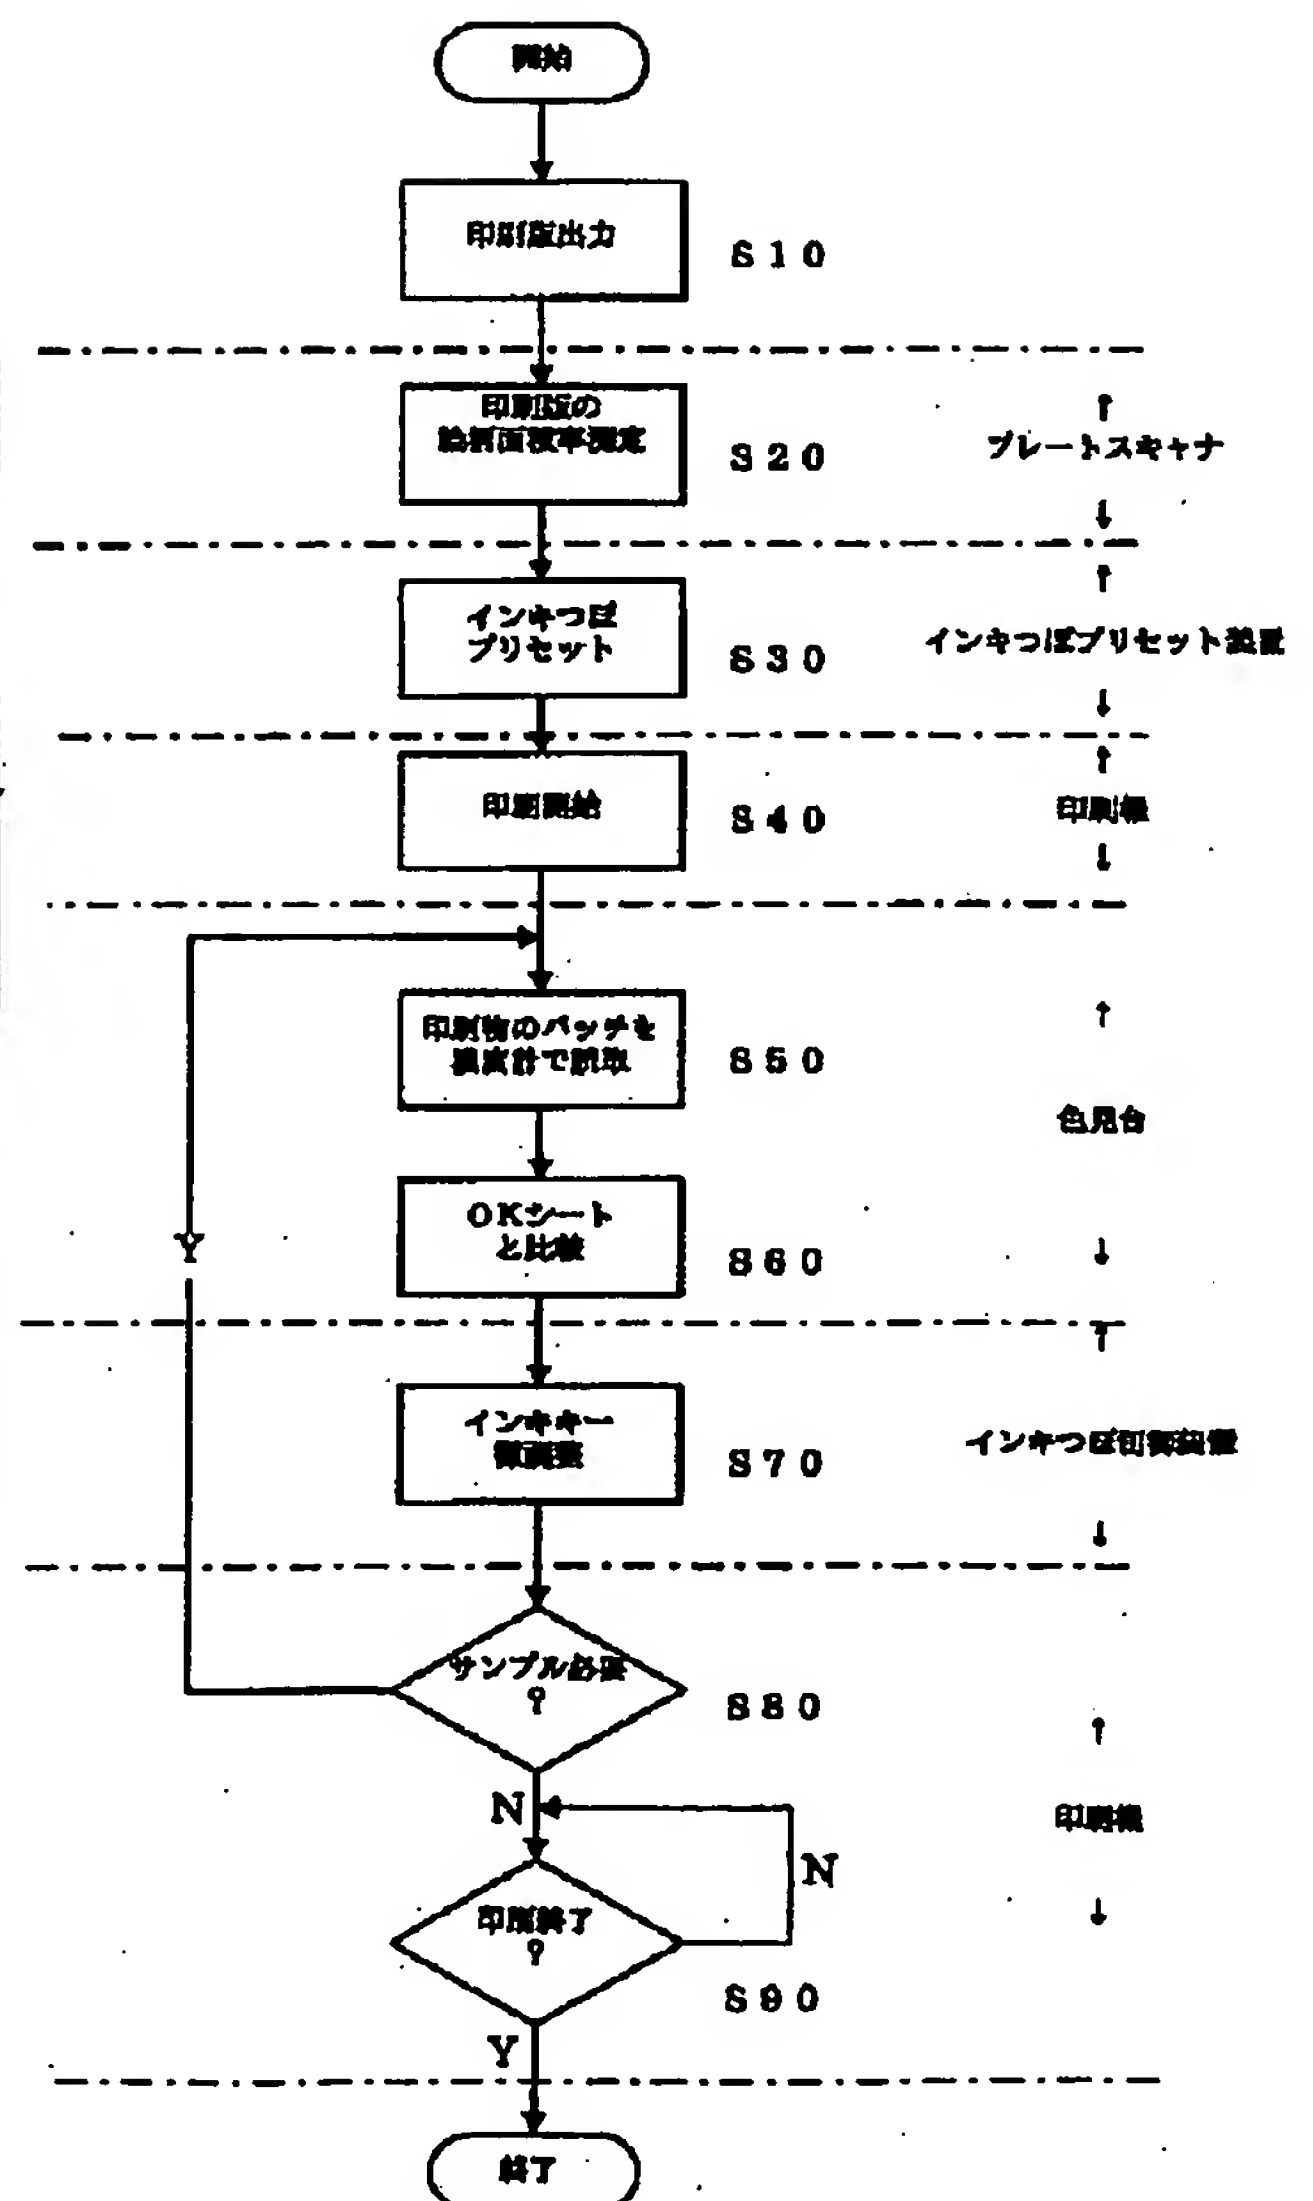 開始
印刷版出力
S10
印刷版の
絵柄面積率測定
S20
↑
プレートスキャナ
↓
インキつぼ
プリセット
S30
↑
インキつぼプリセット装置
↓
印刷開始
S40
↑
印刷機
↓
印刷物のパッチを
濃度計で読取
S50
↑
色見台
↓
OKシート
と比較
S60
Y
インキキー
微調整
S70
↑
インキつぼ制御装置
↓
サンプル必要
?
S80
N
↑
印刷機
↓
N
印刷終了
?
S90
Y
終了